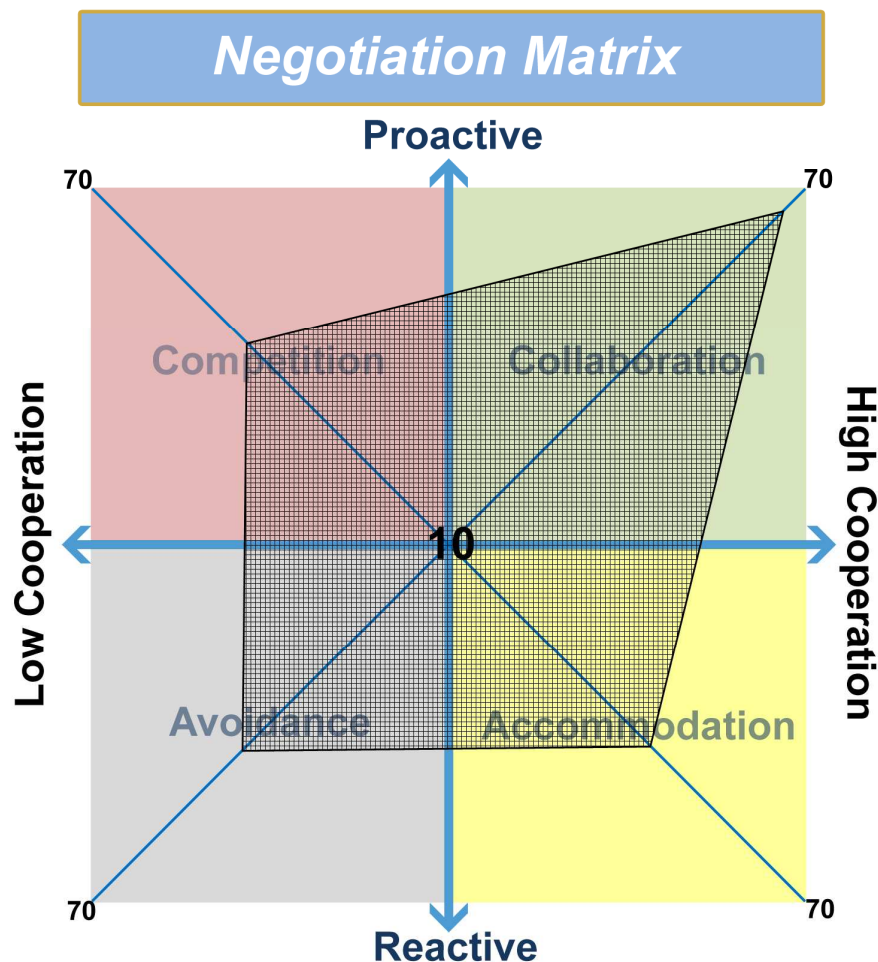 Negotiation Matrix
Proactive
70
70
Competition
Collaboration
Low Cooperation
10
High Cooperation
Avoidance
Accommodation
70
70
Reactive